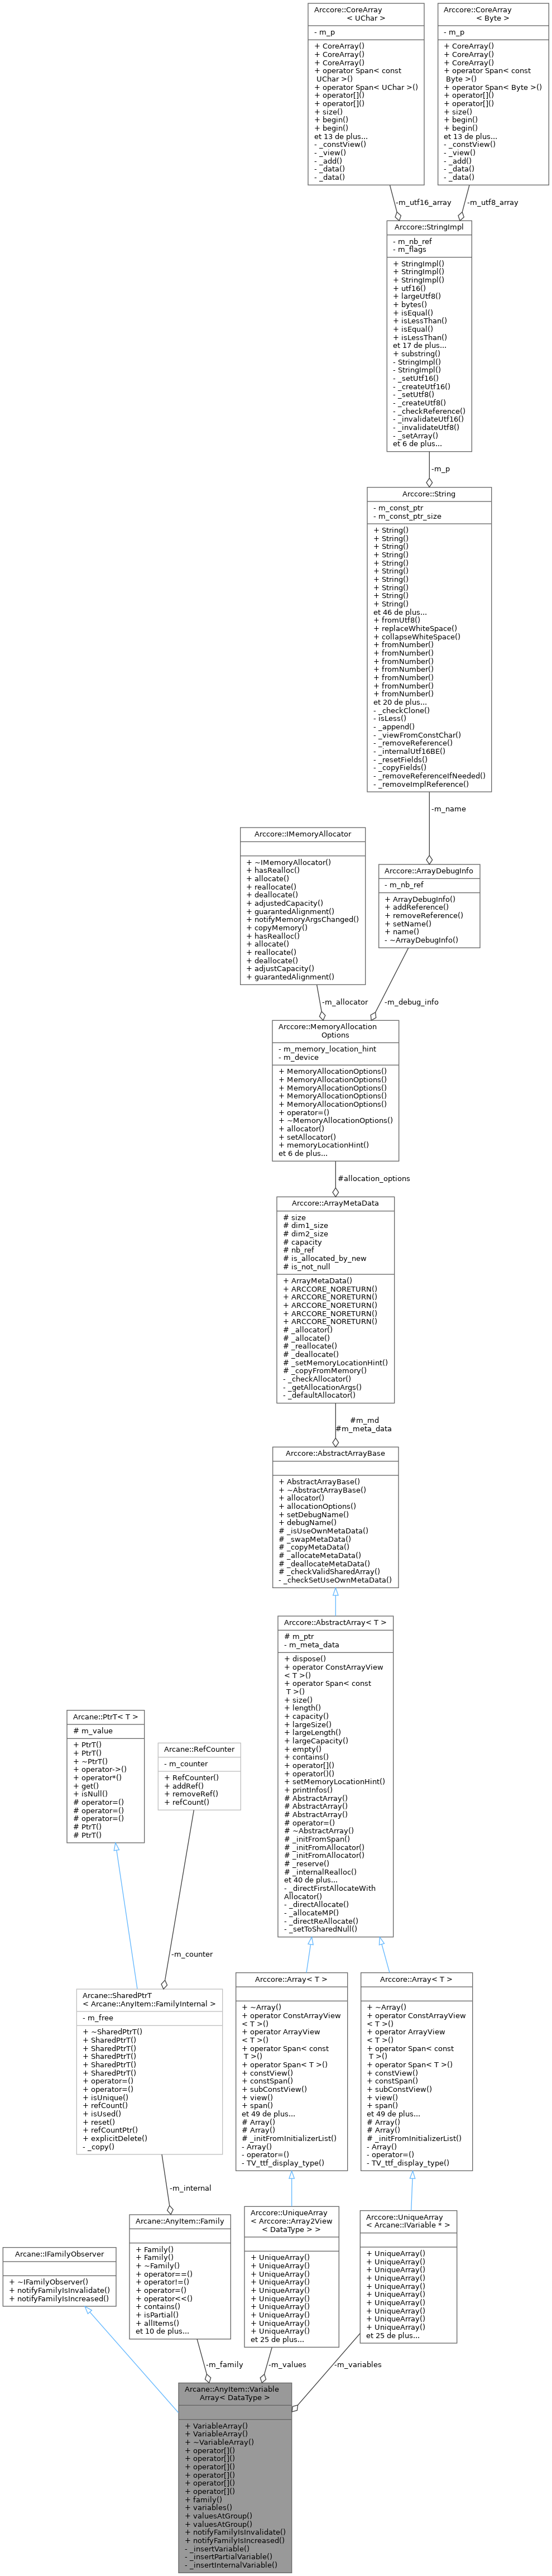 Arccore::CoreArray
< UChar >
- m_p
+ CoreArray()
+ CoreArray()
+ CoreArray()
+ operator Span< const
UChar >()
+ operator Span< UChar >()
+ operator[]()
+ operator[]()
+ size()
+ begin()
+ begin()
et 13 de plus...
- _constView()
- _view()
- _add()
- _data()
- _data()
Arccore::CoreArray
< Byte >
- m_p
+ CoreArray()
+ CoreArray()
+ CoreArray()
+ operator Span< const
Byte >()
+ operator Span< Byte >()
+ operator[]()
+ operator[]()
+ size()
+ begin()
+ begin()
et 13 de plus...
- _constView()
- _view()
- _add()
- _data()
- _data()
-m_utf16_array
-m_utf8_array
Arccore::StringImpl
- m_nb_ref
- m_flags
+ StringImpl()
+ StringImpl()
+ StringImpl()
+ utf16()
+ largeUtf8()
+ bytes()
+ isEqual()
+ isLessThan()
+ isEqual()
+ isLessThan()
et 17 de plus...
+ substring()
- StringImpl()
- StringImpl()
- _setUtf16()
- _createUtf16()
- _setUtf8()
- _createUtf8()
- _checkReference()
- _invalidateUtf16()
- _invalidateUtf8()
- _setArray()
et 6 de plus...
-m_p
Arccore::String
- m_const_ptr
- m_const_ptr_size
+ String()
+ String()
+ String()
+ String()
+ String()
+ String()
+ String()
+ String()
+ String()
+ String()
et 46 de plus...
+ fromUtf8()
+ replaceWhiteSpace()
+ collapseWhiteSpace()
+ fromNumber()
+ fromNumber()
+ fromNumber()
+ fromNumber()
+ fromNumber()
+ fromNumber()
+ fromNumber()
et 20 de plus...
- _checkClone()
- isLess()
- _append()
- _viewFromConstChar()
- _removeReference()
- _internalUtf16BE()
- _resetFields()
- _copyFields()
- _removeReferenceIfNeeded()
- _removeImplReference()
-m_name
Arccore::IMemoryAllocator
+ ~IMemoryAllocator()
+ hasRealloc()
+ allocate()
+ reallocate()
+ deallocate()
+ adjustedCapacity()
+ guarantedAlignment()
+ notifyMemoryArgsChanged()
+ copyMemory()
+ hasRealloc()
+ allocate()
+ reallocate()
+ deallocate()
+ adjustCapacity()
+ guarantedAlignment()
Arccore::ArrayDebugInfo
- m_nb_ref
+ ArrayDebugInfo()
+ addReference()
+ removeReference()
+ setName()
+ name()
- ~ArrayDebugInfo()
-m_allocator
-m_debug_info
Arccore::MemoryAllocation
Options
- m_memory_location_hint
- m_device
+ MemoryAllocationOptions()
+ MemoryAllocationOptions()
+ MemoryAllocationOptions()
+ MemoryAllocationOptions()
+ MemoryAllocationOptions()
+ operator=()
+ ~MemoryAllocationOptions()
+ allocator()
+ setAllocator()
+ memoryLocationHint()
et 6 de plus...
#allocation_options
Arccore::ArrayMetaData
# size
# dim1_size
# dim2_size
# capacity
# nb_ref
# is_allocated_by_new
# is_not_null
+ ArrayMetaData()
+ ARCCORE_NORETURN()
+ ARCCORE_NORETURN()
+ ARCCORE_NORETURN()
+ ARCCORE_NORETURN()
+ ARCCORE_NORETURN()
# _allocator()
# _allocate()
# _reallocate()
# _deallocate()
# _setMemoryLocationHint()
# _copyFromMemory()
- _checkAllocator()
- _getAllocationArgs()
- _defaultAllocator()
#m_md
#m_meta_data
Arccore::AbstractArrayBase
+ AbstractArrayBase()
+ ~AbstractArrayBase()
+ allocator()
+ allocationOptions()
+ setDebugName()
+ debugName()
# _isUseOwnMetaData()
# _swapMetaData()
# _copyMetaData()
# _allocateMetaData()
# _deallocateMetaData()
# _checkValidSharedArray()
- _checkSetUseOwnMetaData()
Arccore::AbstractArray< T >
# m_ptr
- m_meta_data
+ dispose()
+ operator ConstArrayView
< T >()
+ operator Span< const
T >()
+ size()
+ length()
+ capacity()
+ largeSize()
+ largeLength()
+ largeCapacity()
+ empty()
+ contains()
+ operator[]()
+ operator()()
+ setMemoryLocationHint()
+ printInfos()
# AbstractArray()
# AbstractArray()
# AbstractArray()
# operator=()
# ~AbstractArray()
# _initFromSpan()
# _initFromAllocator()
# _initFromAllocator()
# _reserve()
# _internalRealloc()
et 40 de plus...
- _directFirstAllocateWith
Allocator()
- _directAllocate()
- _allocateMP()
- _directReAllocate()
- _setToSharedNull()
Arcane::PtrT< T >
# m_value
+ PtrT()
+ PtrT()
+ ~PtrT()
+ operator->()
+ operator*()
+ get()
+ isNull()
# operator=()
# operator=()
# operator=()
# PtrT()
# PtrT()
Arcane::RefCounter
- m_counter
+ RefCounter()
+ addRef()
+ removeRef()
+ refCount()
-m_counter
Arcane::SharedPtrT
< Arcane::AnyItem::FamilyInternal >
- m_free
+ ~SharedPtrT()
+ SharedPtrT()
+ SharedPtrT()
+ SharedPtrT()
+ SharedPtrT()
+ SharedPtrT()
+ operator=()
+ operator=()
+ isUnique()
+ refCount()
+ isUsed()
+ reset()
+ refCountPtr()
+ explicitDelete()
- _copy()
Arccore::Array< T >
+ ~Array()
+ operator ConstArrayView
< T >()
+ operator ArrayView
< T >()
+ operator Span< const
T >()
+ operator Span< T >()
+ constView()
+ constSpan()
+ subConstView()
+ view()
+ span()
et 49 de plus...
# Array()
# Array()
# _initFromInitializerList()
- Array()
- operator=()
- TV_ttf_display_type()
Arccore::Array< T >
+ ~Array()
+ operator ConstArrayView
< T >()
+ operator ArrayView
< T >()
+ operator Span< const
T >()
+ operator Span< T >()
+ constView()
+ constSpan()
+ subConstView()
+ view()
+ span()
et 49 de plus...
# Array()
# Array()
# _initFromInitializerList()
- Array()
- operator=()
- TV_ttf_display_type()
-m_internal
Arcane::IFamilyObserver
+ ~IFamilyObserver()
+ notifyFamilyIsInvalidate()
+ notifyFamilyIsIncreased()
Arcane::AnyItem::Family
+ Family()
+ Family()
+ ~Family()
+ operator==()
+ operator!=()
+ operator=()
+ operator<<()
+ contains()
+ isPartial()
+ allItems()
et 10 de plus...
Arccore::UniqueArray
< Arccore::Array2View
< DataType > >
+ UniqueArray()
+ UniqueArray()
+ UniqueArray()
+ UniqueArray()
+ UniqueArray()
+ UniqueArray()
+ UniqueArray()
+ UniqueArray()
+ UniqueArray()
+ UniqueArray()
et 25 de plus...
Arccore::UniqueArray
< Arcane::IVariable * >
+ UniqueArray()
+ UniqueArray()
+ UniqueArray()
+ UniqueArray()
+ UniqueArray()
+ UniqueArray()
+ UniqueArray()
+ UniqueArray()
+ UniqueArray()
+ UniqueArray()
et 25 de plus...
-m_family
-m_values
-m_variables
Arcane::AnyItem::Variable
Array< DataType >
+ VariableArray()
+ VariableArray()
+ ~VariableArray()
+ operator[]()
+ operator[]()
+ operator[]()
+ operator[]()
+ operator[]()
+ operator[]()
+ family()
+ variables()
+ valuesAtGroup()
+ valuesAtGroup()
+ notifyFamilyIsInvalidate()
+ notifyFamilyIsIncreased()
- _insertVariable()
- _insertPartialVariable()
- _insertInternalVariable()